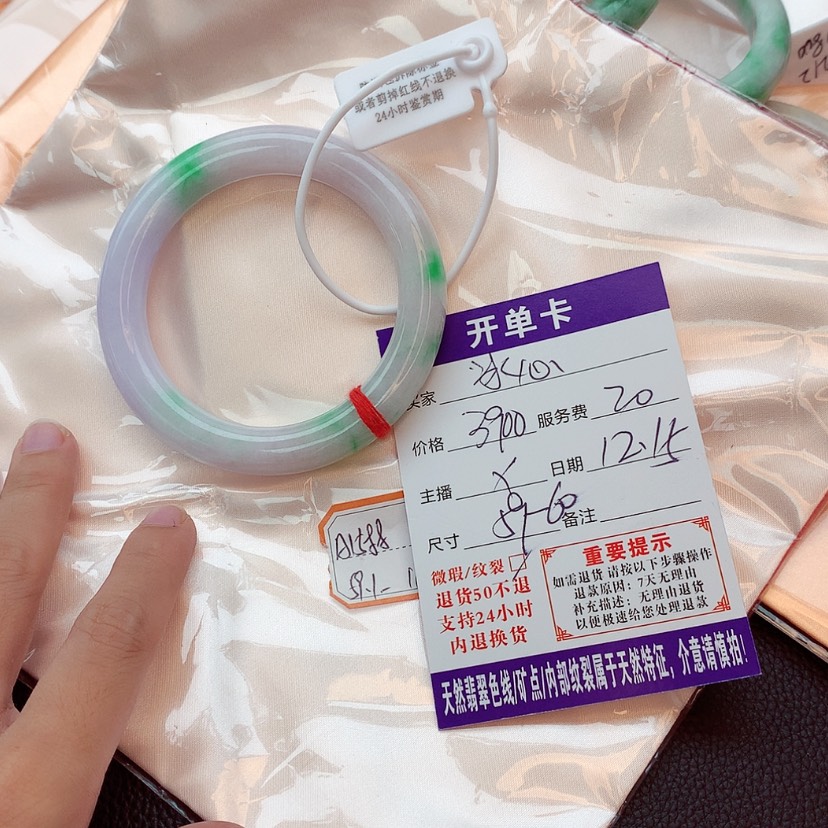 或者剪掉红线不退换
24小时鉴赏期
开单卡
买家
价格 3900 服务费 20
主播 日期 12.15
尺寸 59-60 备注
微瑕/纹裂
退货50不退
支持24小时
内退换货
重要提示
如需退货 请按以下步骤操作
退款原因：7天无理由
补充描述：无理由退货
以便极速给您处理退款
天然翡翠色线/矿点/内部纹裂属于天然特征，介意请慎拍！